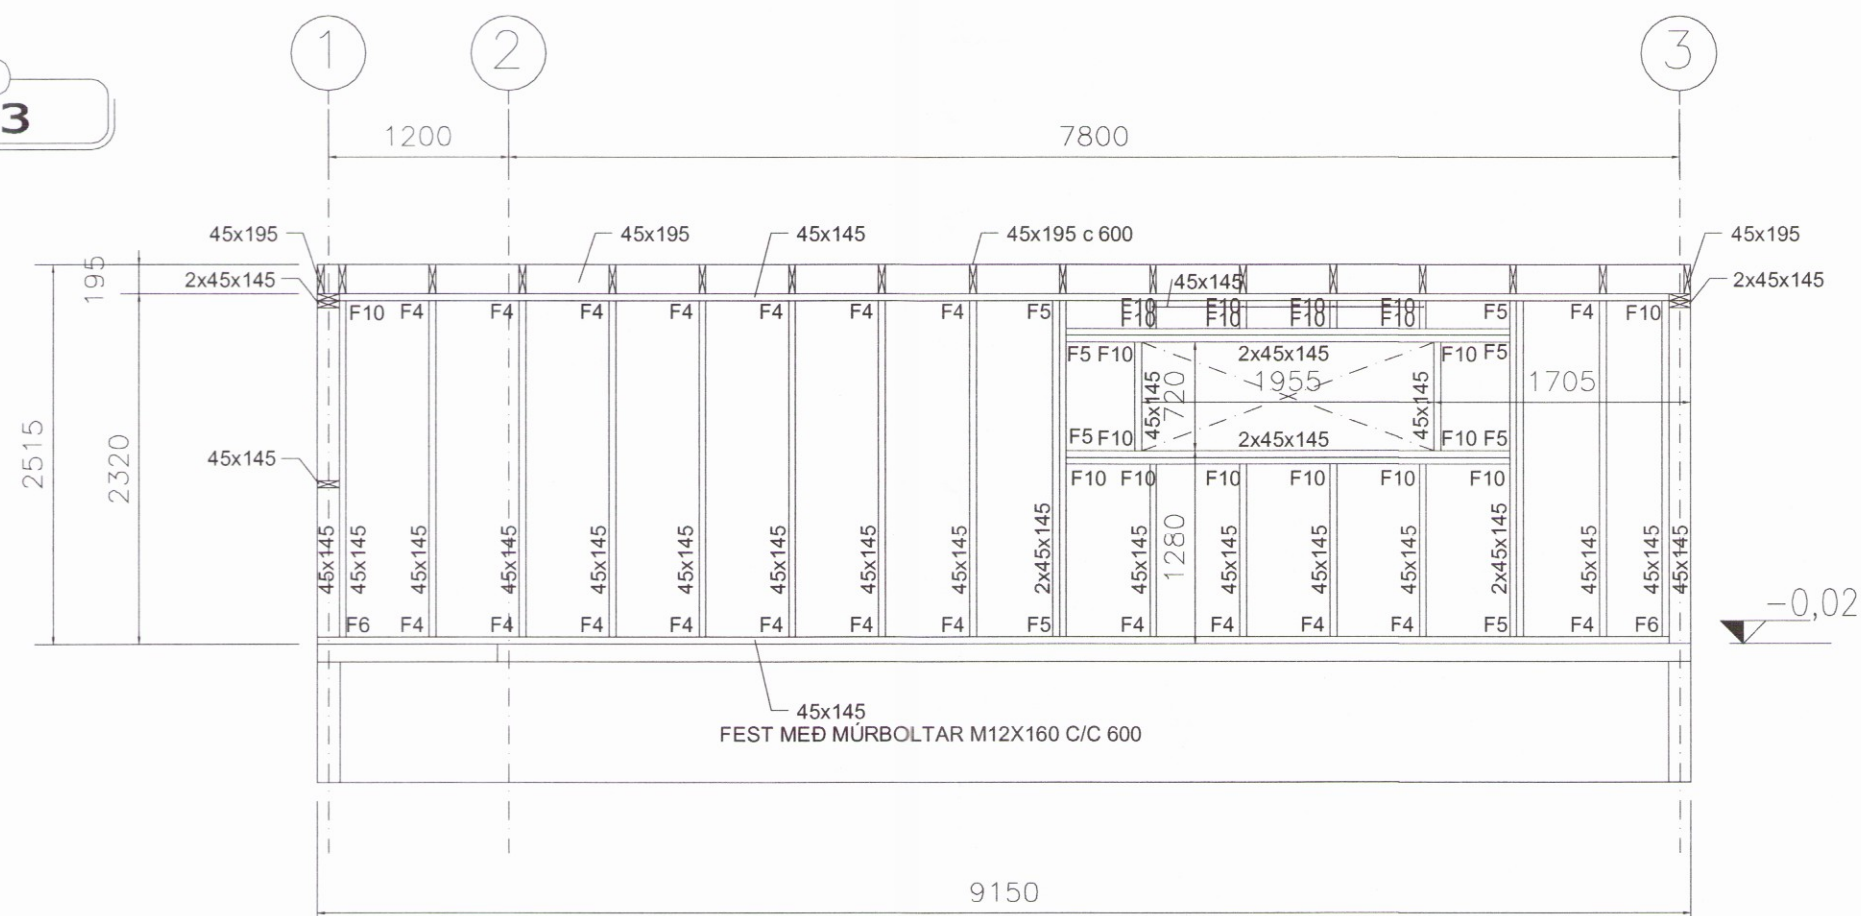 1 2 3
3
1200 7800
45x195 45x195 45x145 45x195 c 600 45x195
195 2x45x145 45x145 2x45x145
F10 F4 F4 F4 F4 F4 F4 F4 F5 F10 F10 F10 F10 F5 F4 F10
F10 F10 F10 F10
F5 F10 2x45x145 F10 F5
45x145 720 1955 45x145 1705
F5 F10 2x45x145 F10 F5
2515 2320 45x145
F10 F10 F10 F10 F10 F10
45x145 45x145 45x145 45x145 45x145 45x145 45x145 45x145 45x145 2x45x145 45x145 1280 45x145 45x145 45x145 2x45x145 45x145 45x145 45x145
-0,02
F6 F4 F4 F4 F4 F4 F4 F4 F5 F4 F4 F4 F4 F5 F4 F6
45x145
FEST MEÐ MÚRBOLTAR M12X160 C/C 600
9150